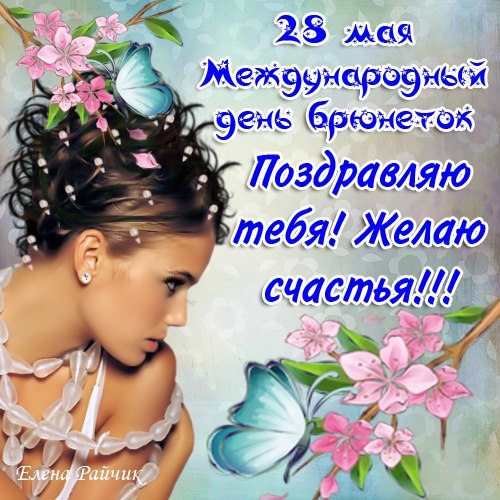 28 мая
Международный
день брюнеток
Поздравляю
тебя! Желаю
счастья!!!
Елена Райчик